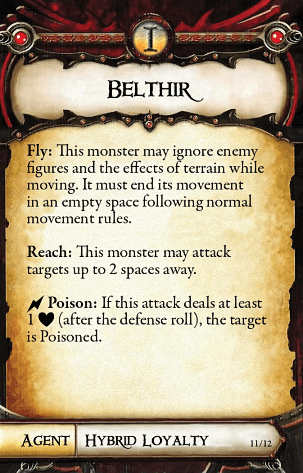 I
BELTHIR
Fly: This monster may ignore enemy
figures and the effects of terrain while
moving. It must end its movement
in an empty space following normal
movement rules.
Reach: This monster may attack
targets up to 2 spaces away.
Poison: If this attack deals at least
1 ♥ (after the defense roll), the target
is Poisoned.
AGENT HYBRID LOYALTY 11/12